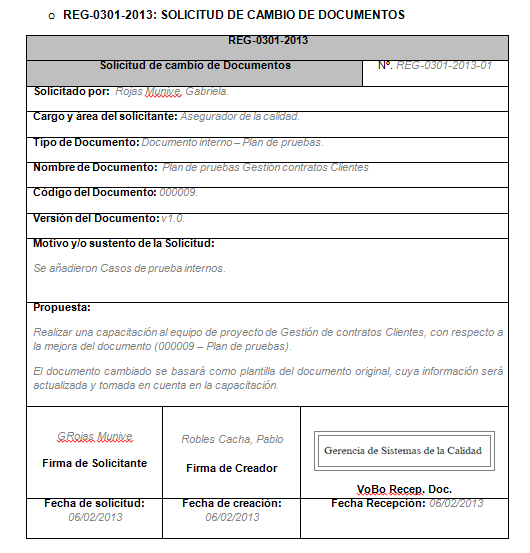 o REG-0301-2013: SOLICITUD DE CAMBIO DE DOCUMENTOS
REG-0301-2013
Solicitud de cambio de Documentos
Nº. REG-0301-2013-01
Solicitado por: Rojas Munive, Gabriela.
Cargo y área del solicitante: Asegurador de la calidad.
Tipo de Documento: Documento interno – Plan de pruebas.
Nombre de Documento: Plan de pruebas Gestión contratos Clientes
Código del Documento: 000009.
Versión del Documento: v1.0.
Motivo y/o sustento de la Solicitud:
Se añadieron Casos de prueba internos.
Propuesta:
Realizar una capacitación al equipo de proyecto de Gestión de contratos Clientes, con respecto a
la mejora del documento (000009 – Plan de pruebas).
El documento cambiado se basará como plantilla del documento original, cuya información será
actualizada y tomada en cuenta en la capacitación.
GRojas Munive
Firma de Solicitante
Robles Cacha, Pablo
Firma de Creador
Gerencia de Sistemas de la Calidad
VoBo Recep. Doc.
Fecha de solicitud:
06/02/2013
Fecha de creación:
06/02/2013
Fecha Recepción: 06/02/2013